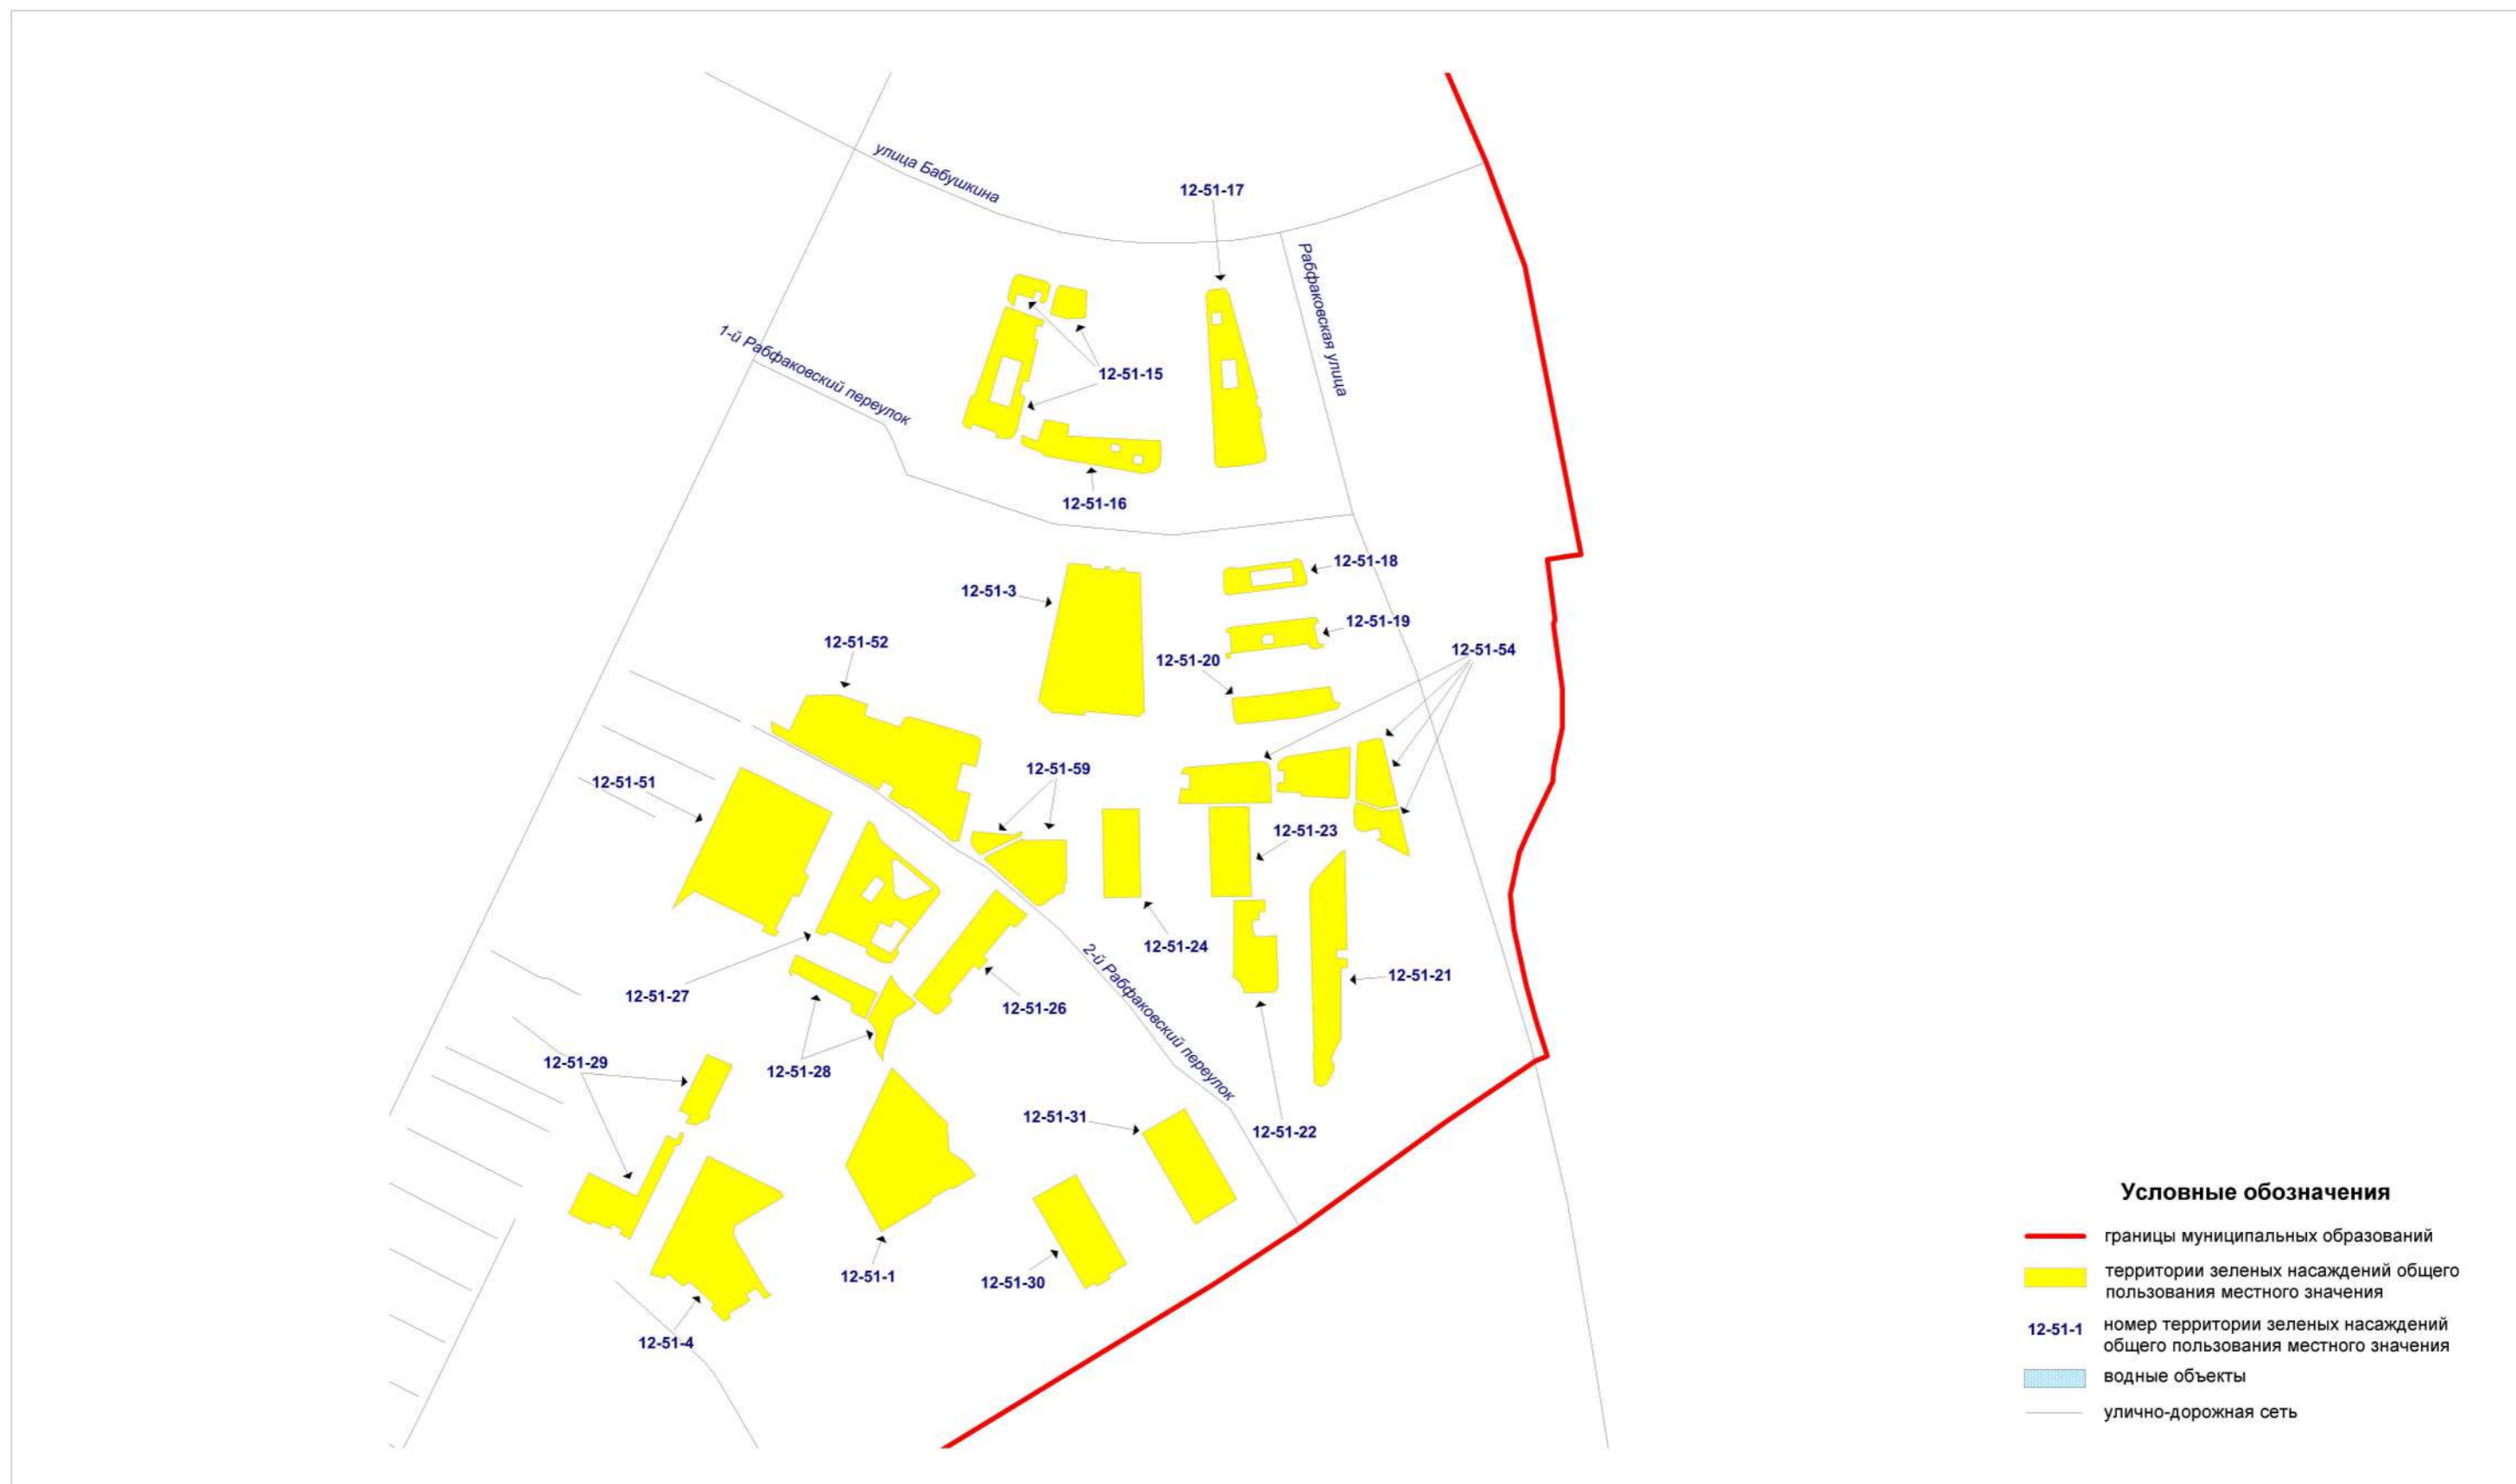 улица Бабушкина
12-51-17
Рабфаковская улица
1-й Рабфаковский переулок
12-51-15
12-51-16
12-51-18
12-51-3
12-51-19
12-51-52
12-51-20
12-51-54
12-51-59
12-51-51
12-51-23
12-51-24
12-51-21
12-51-27
12-51-26
2-й Рабфаковский переулок
12-51-29
12-51-28
12-51-31
12-51-22
12-51-1
12-51-30
12-51-4
Условные обозначения
границы муниципальных образований
территории зеленых насаждений общего
пользования местного значения
12-51-1
номер территории зеленых насаждений
общего пользования местного значения
водные объекты
улично-дорожная сеть